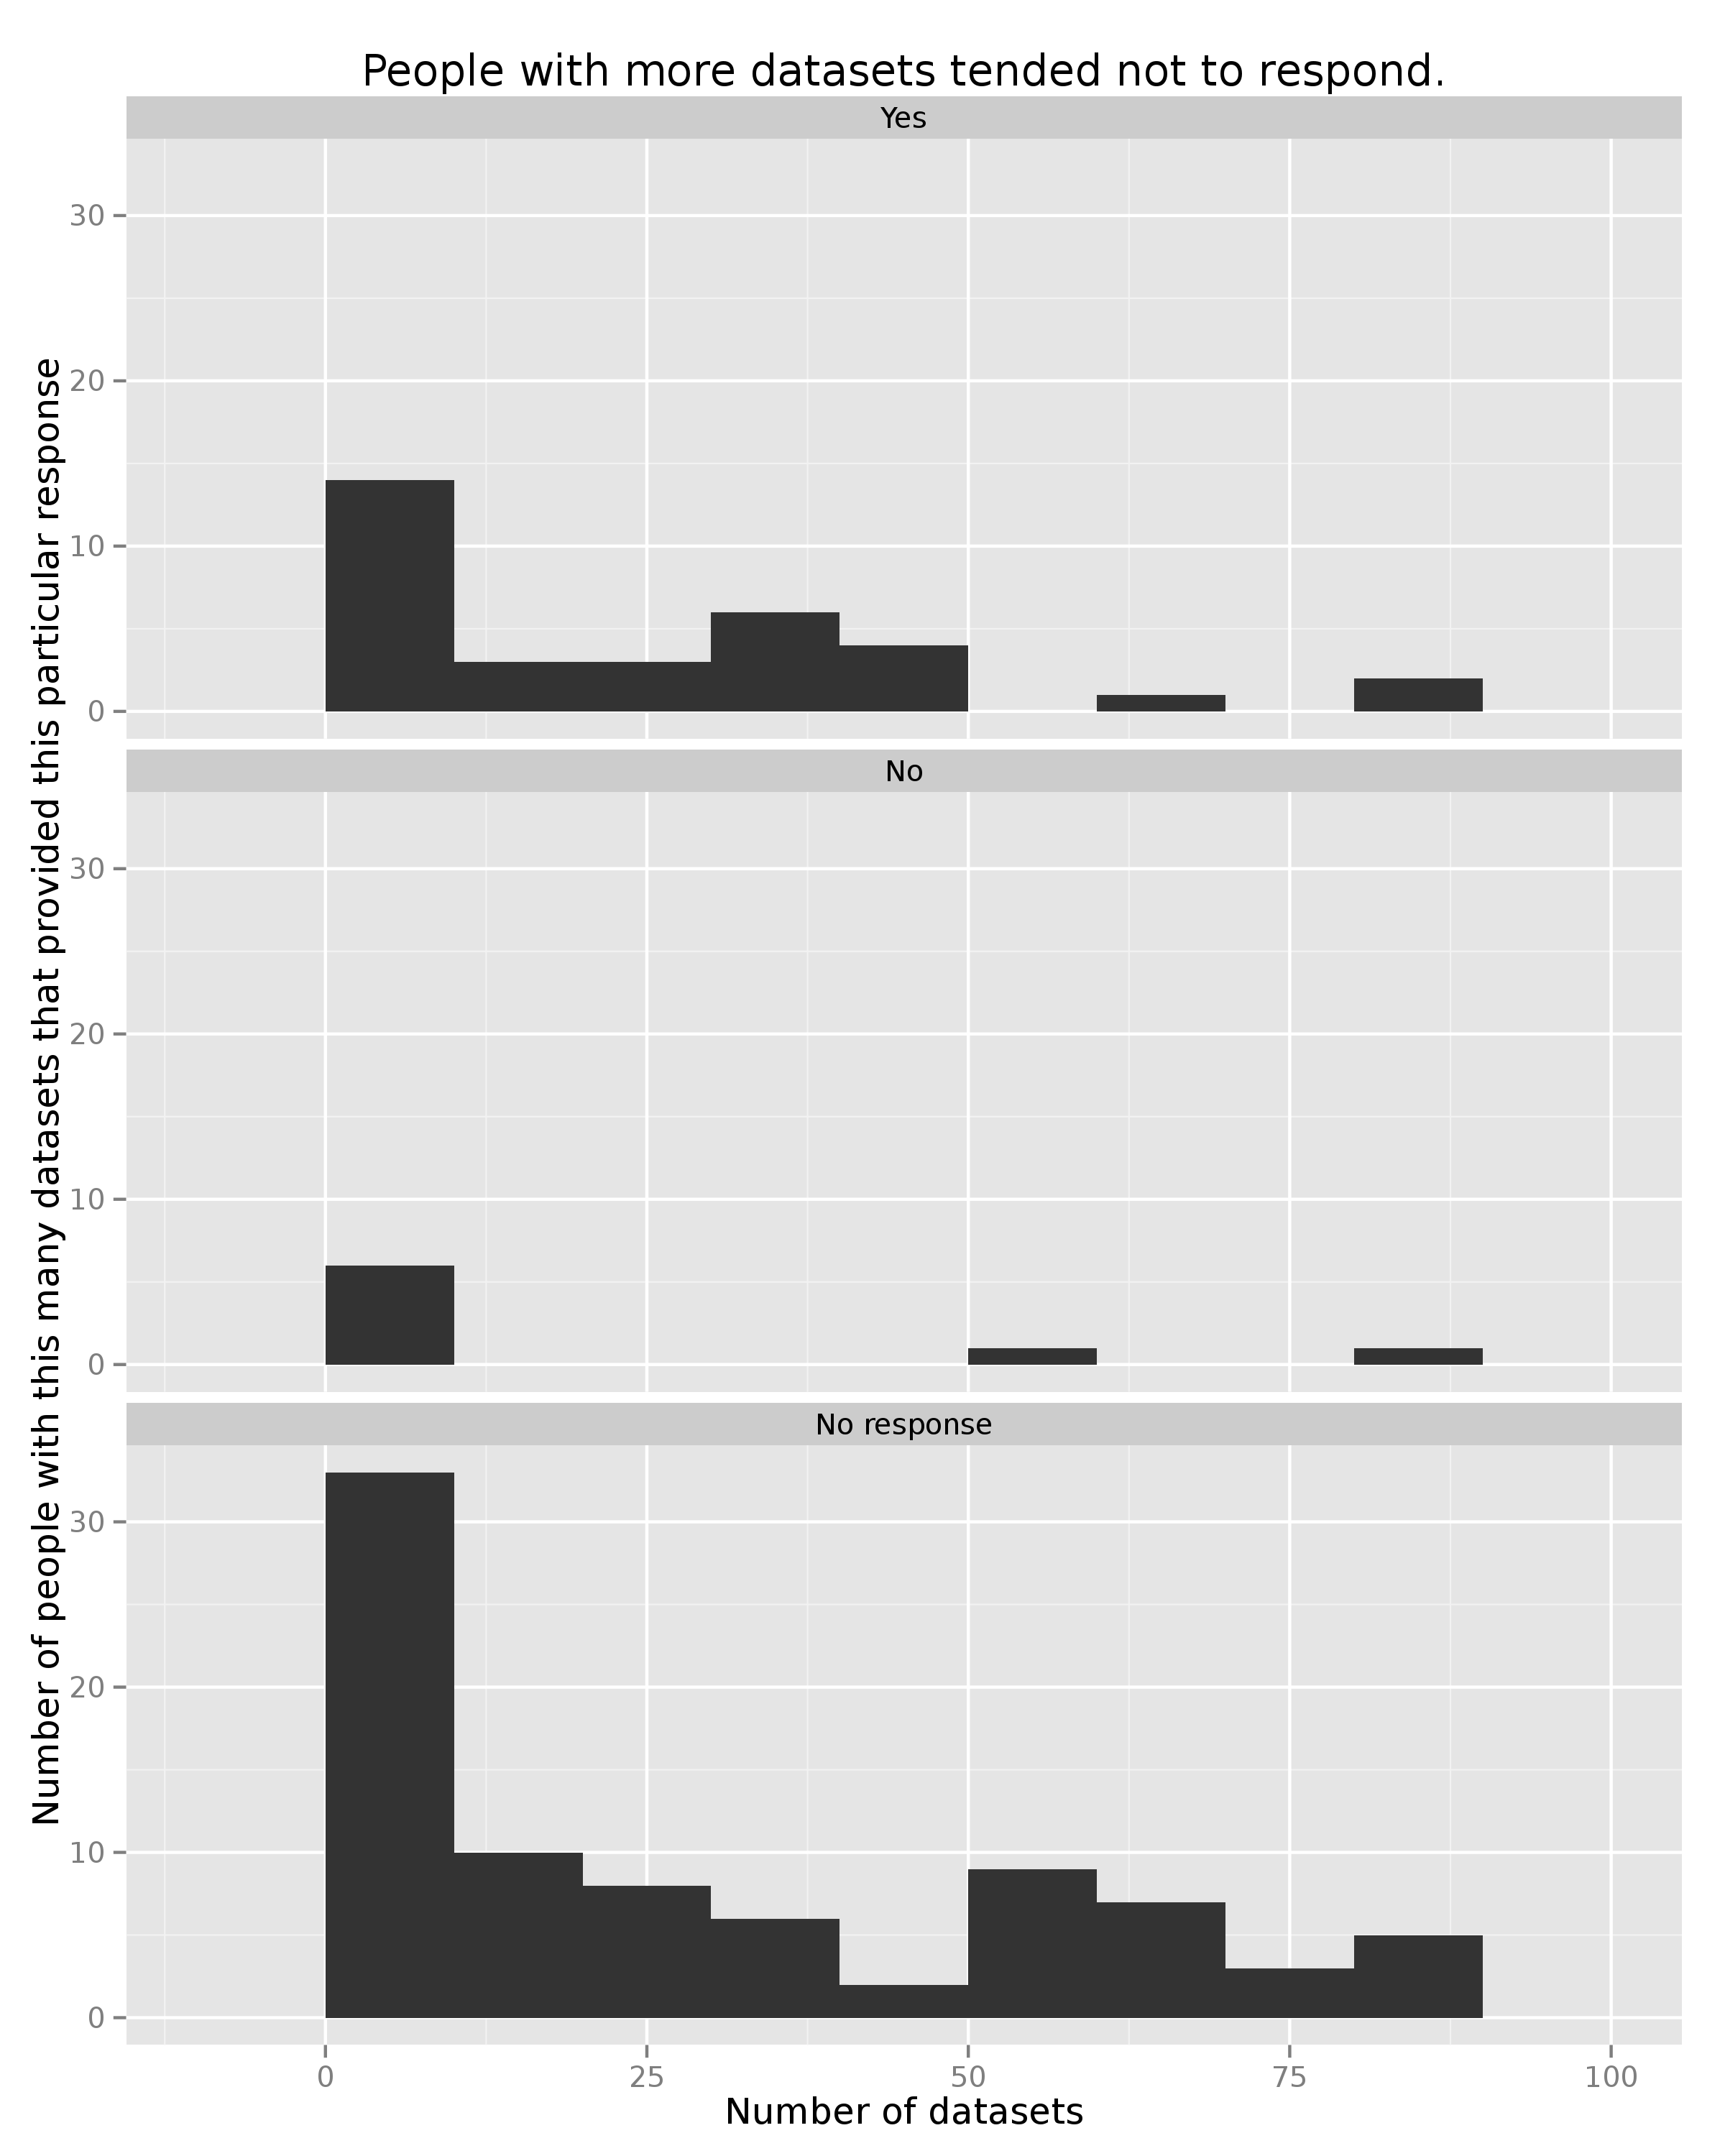 People with more datasets tended not to respond.
Number of people with this many datasets that provided this particular response
Yes
30
20
10
0
No
30
20
10
0
No response
30
20
10
0
0 25 50 75 100
Number of datasets